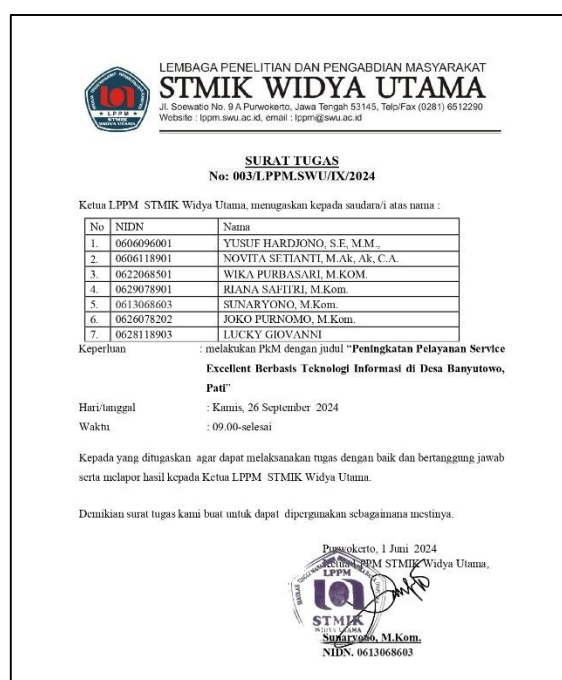 LEMBAGA PENELITIAN DAN PENGABDIAN MASYARAKAT
STMIK WIDYA UTAMA
Jl. Soewatio No. 9 A Purwokerto, Jawa Tengah 53145, Telp/Fax (0281) 6512290
Website : lppm.swu.ac.id, email : lppm@swu.ac.id
LPPM
STMIK
WIDYA UTAMA
SURAT TUGAS
No: 003/LPPM.SWU/IX/2024
Ketua LPPM STMIK Widya Utama, menugaskan kepada saudara/i atas nama :
No NIDN Nama
1. 0606096001 YUSUF HARDJONO, S.E, M.M.,
2. 0606118901 NOVITA SETIANTI, M.Ak, Ak, C.A.
3. 0622068501 WIKA PURBASARI, M.KOM.
4. 0629078901 RIANA SAFITRI, M.Kom.
5. 0613068603 SUNARYONO, M.Kom.
6. 0626078202 JOKO PURNOMO, M.Kom.
7. 0628118903 LUCKY GIOVANNI
Keperluan : melakukan PkM dengan judul “Peningkatan Pelayanan Service
Excellent Berbasis Teknologi Informasi di Desa Banyutowo,
Pati”
Hari/tanggal : Kamis, 26 September 2024
Waktu : 09.00-selesai
Kepada yang ditugaskan agar dapat melaksanakan tugas dengan baik dan bertanggung jawab
serta melapor hasil kepada Ketua LPPM STMIK Widya Utama.
Demikian surat tugas kami buat untuk dapat dipergunakan sebagaimana mestinya.
Purwokerto, 1 Juni 2024
Ketua LPPM STMIK Widya Utama,
LPPM
STMIK
WIDYA UTAMA
Sunaryono, M.Kom.
NIDN. 0613068603